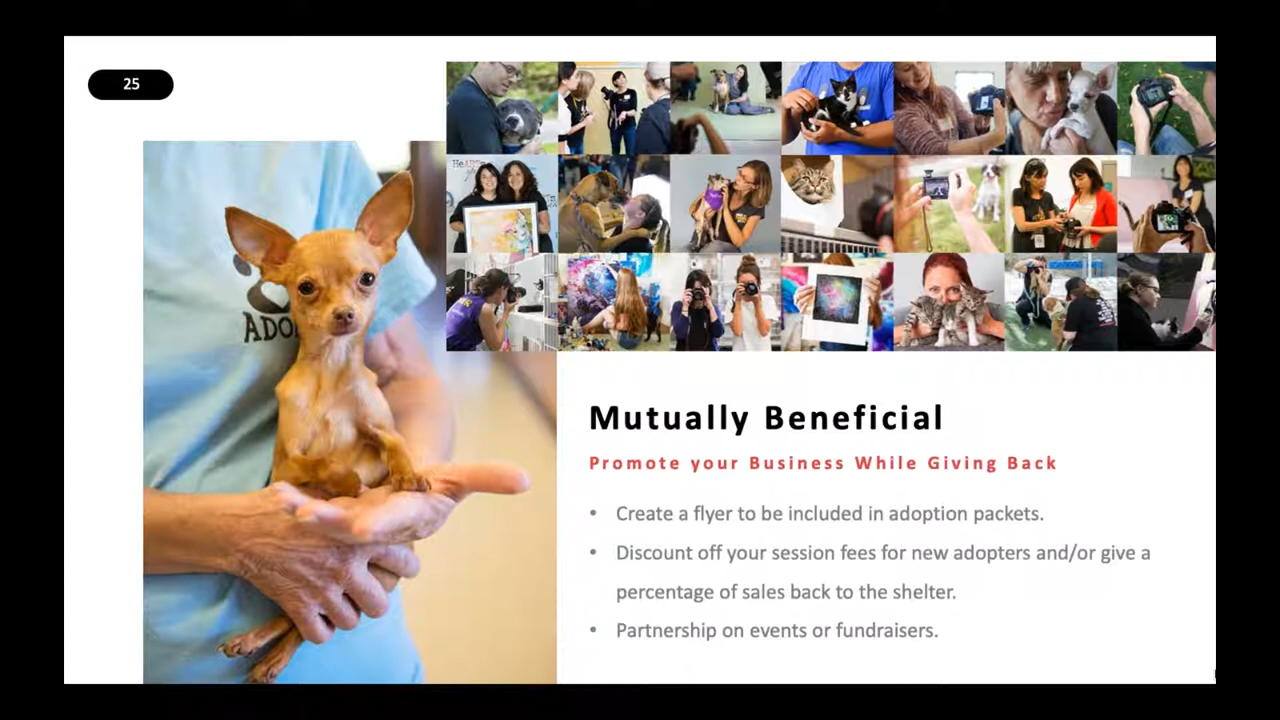 25
HeART
ADO
Mutually Beneficial
Promote your Business While Giving Back
• Create a flyer to be included in adoption packets.
• Discount off your session fees for new adopters and/or give a
percentage of sales back to the shelter.
• Partnership on events or fundraisers.